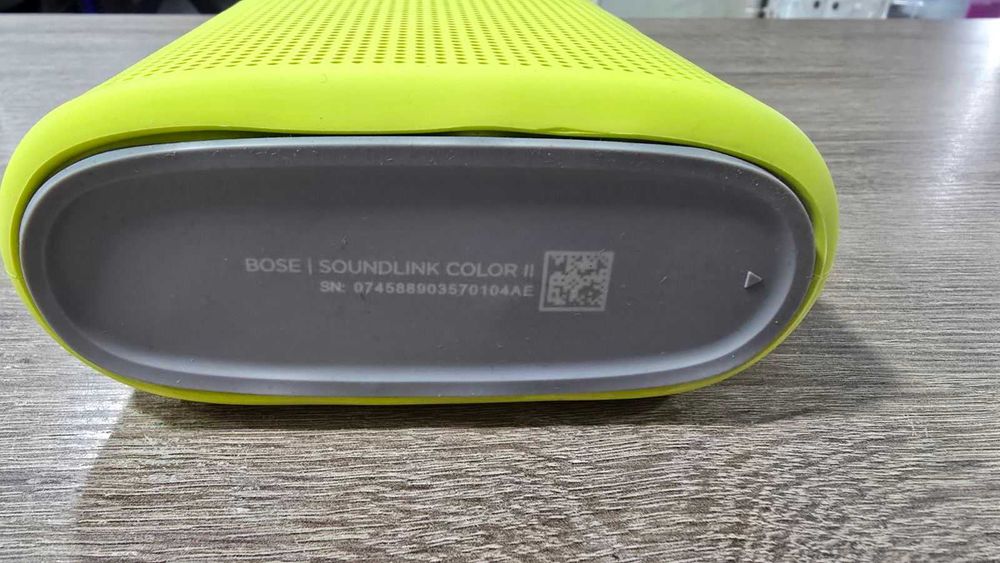 BOSE | SOUNDLINK COLOR II
SN: 074588903570104AE